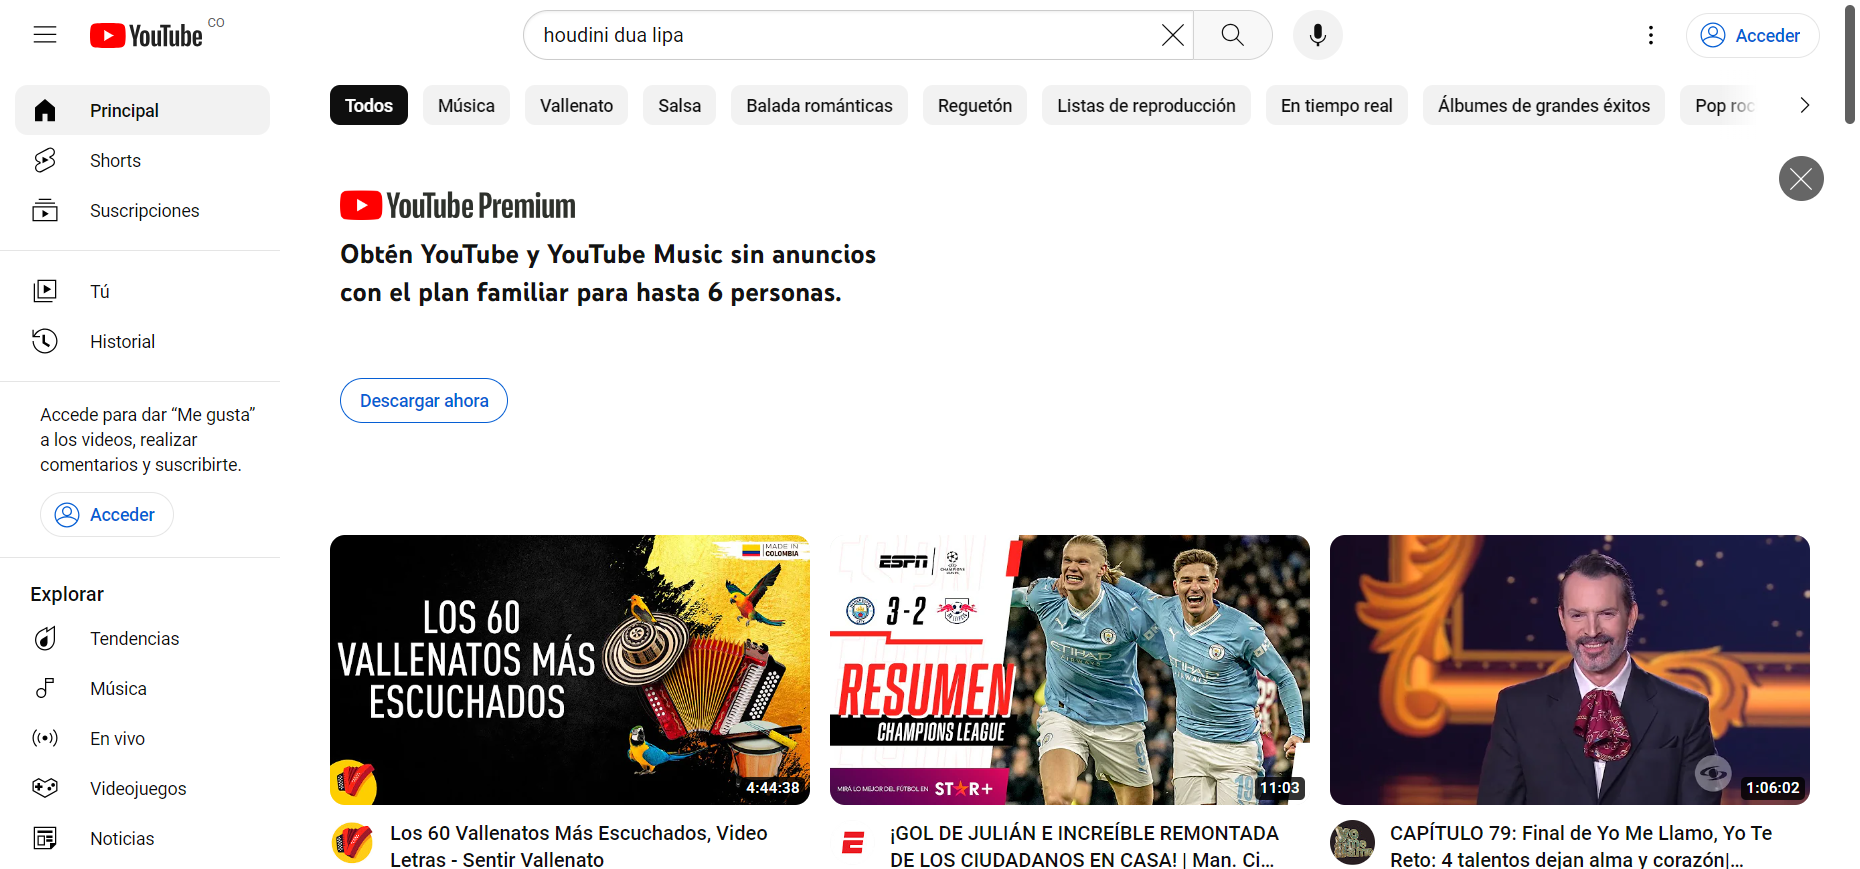 YouTube CO
houdini dua lipa
Acceder
Principal
Shorts
Suscripciones
Tú
Historial
Accede para dar “Me gusta”
a los videos, realizar
comentarios y suscribirte.
Acceder
Explorar
Tendencias
Música
En vivo
Videojuegos
Noticias
Todos
Música
Vallenato
Salsa
Balada románticas
Reguetón
Listas de reproducción
En tiempo real
Álbumes de grandes éxitos
Pop roc
YouTube Premium
Obtén YouTube y YouTube Music sin anuncios
con el plan familiar para hasta 6 personas.
Descargar ahora
MADE IN
COLOMBIA
LOS 60
VALLENATOS MÁS
ESCUCHADOS
4:44:38
Los 60 Vallenatos Más Escuchados, Video
Letras - Sentir Vallenato
ESPN
3-2
RESUMEN
CHAMPIONS LEAGUE
MIRÁ LO MEJOR DEL FÚTBOL EN STAR+
ETIHAD
11:03
¡GOL DE JULIÁN E INCREÍBLE REMONTADA
DE LOS CIUDADANOS EN CASA! | Man. Ci...
1:06:02
CAPÍTULO 79: Final de Yo Me Llamo, Yo Te
Reto: 4 talentos dejan alma y corazón|...